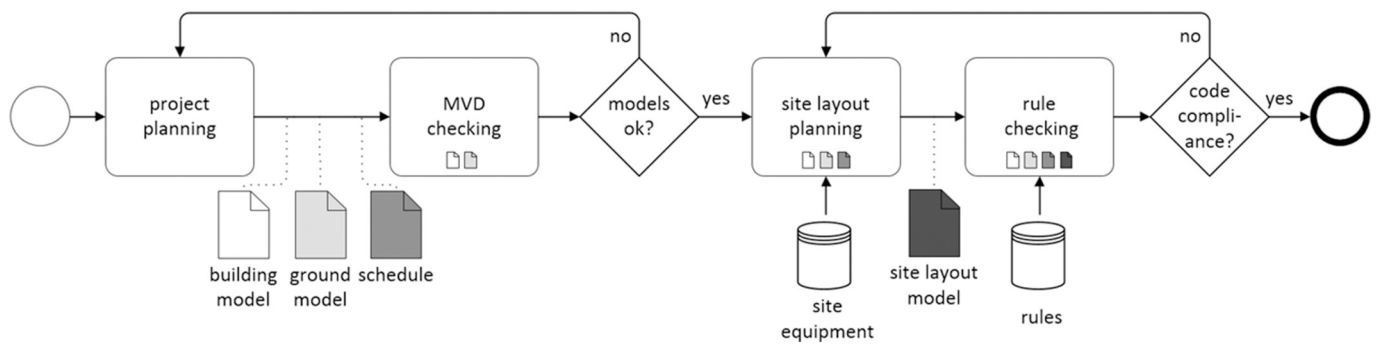 no
no
project
planning
MVD
checking
models
ok?
yes
site layout
planning
rule
checking
code
compli-
ance?
yes
building
model
ground
model
schedule
site
equipment
site layout
model
rules